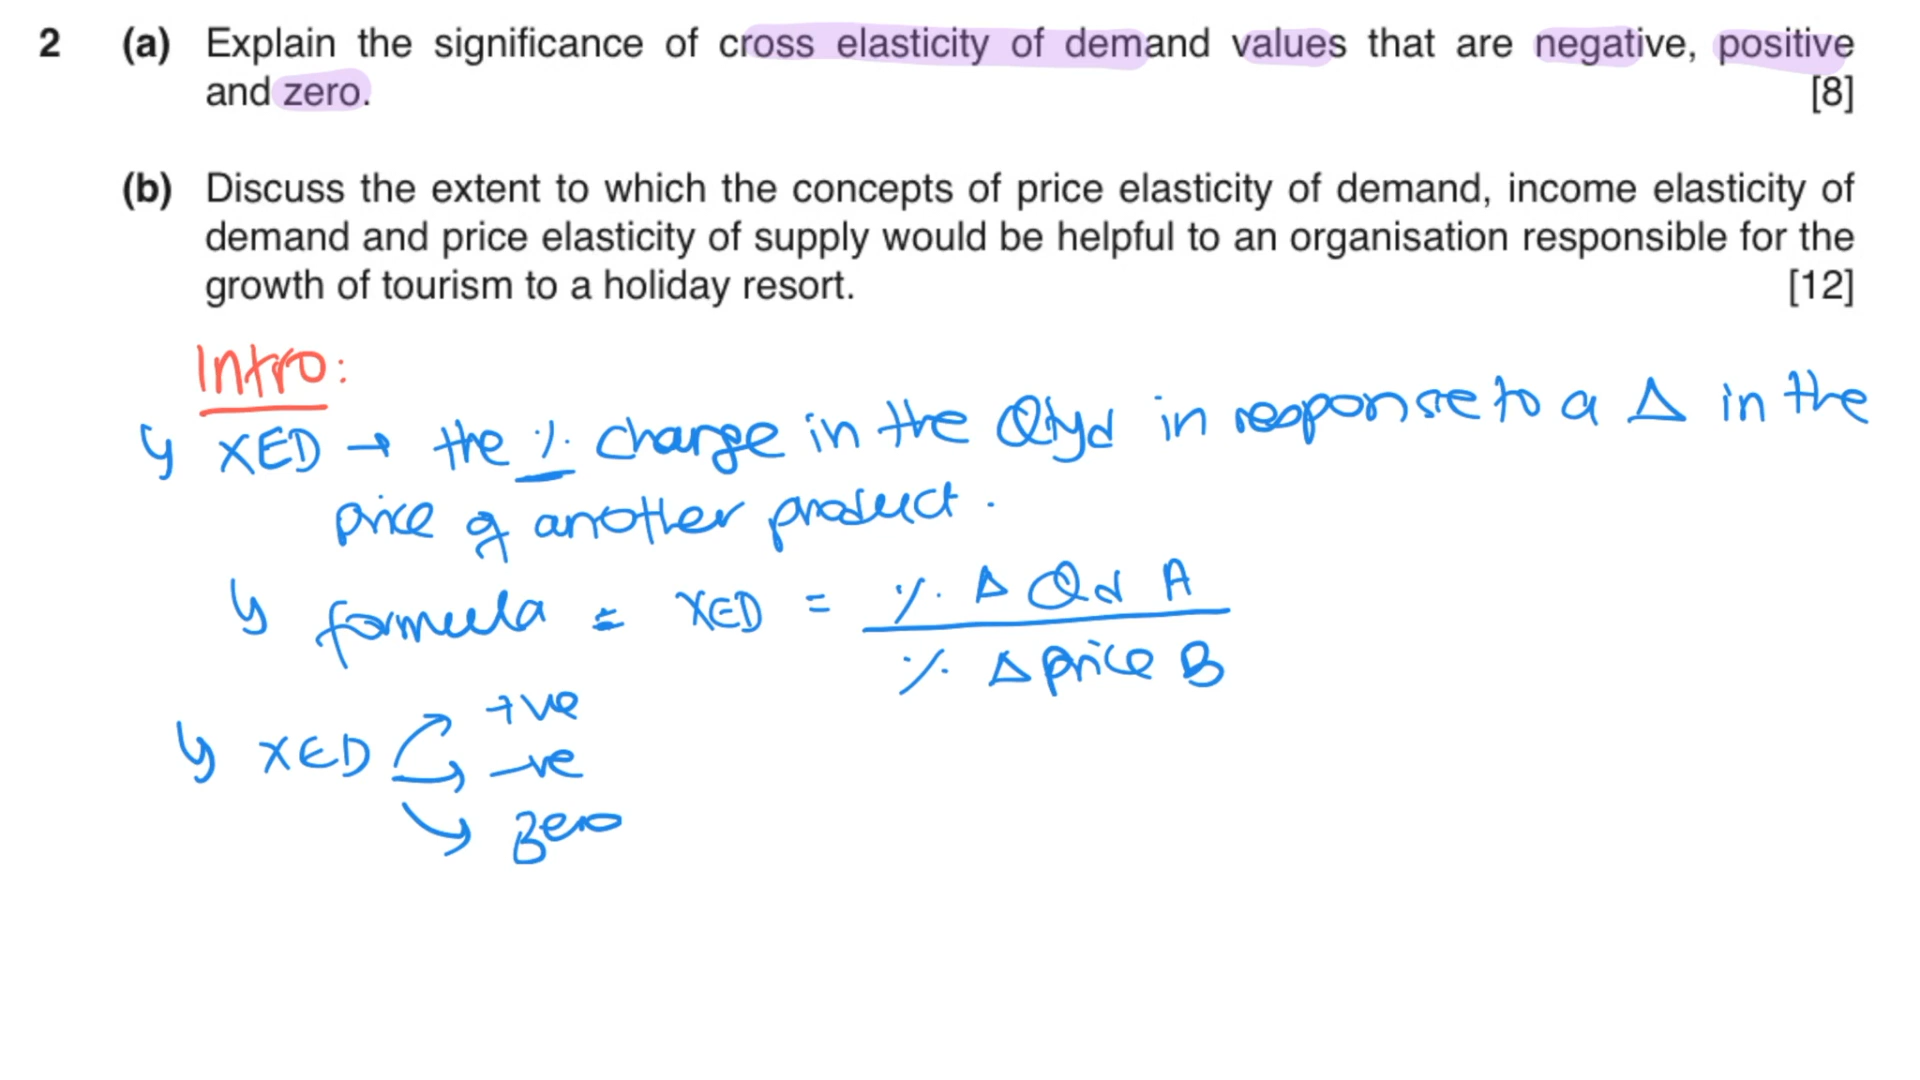 2 (a) Explain the significance of cross elasticity of demand values that are negative, positive
and zero. [8]
(b) Discuss the extent to which the concepts of price elasticity of demand, income elasticity of
demand and price elasticity of supply would be helpful to an organisation responsible for the
growth of tourism to a holiday resort. [12]
Intro:
↳ XED → the % change in the Qtyd in response to a Δ in the
price of another product.
↳ formula = XED = % Δ Qd A
% Δ price B
↳ XED → +ve
→ -ve
→ Zero